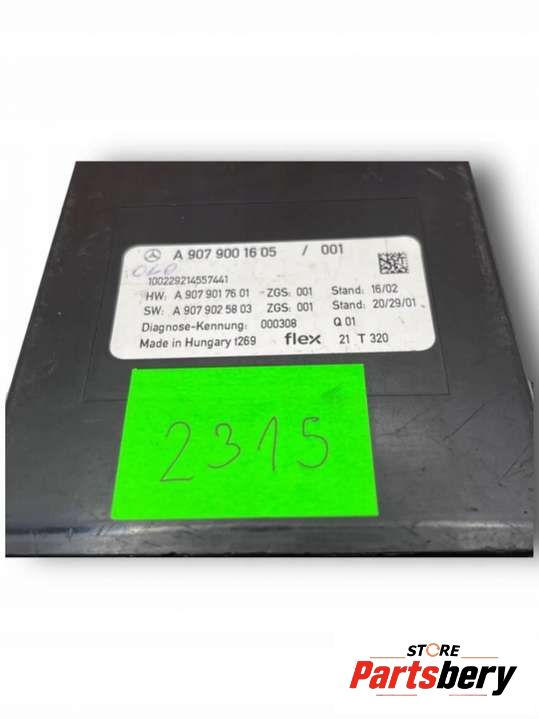 A 907 900 16 05 / 001
060
100229214557441
HW: A 907 901 76 01 ZGS: 001 Stand: 16/02
SW: A 907 902 58 03 ZGS: 001 Stand: 20/29/01
Diagnose-Kennung: 000308 Q 01
Made in Hungary t269 flex 21 T 320
2315
STORE
Partsbery